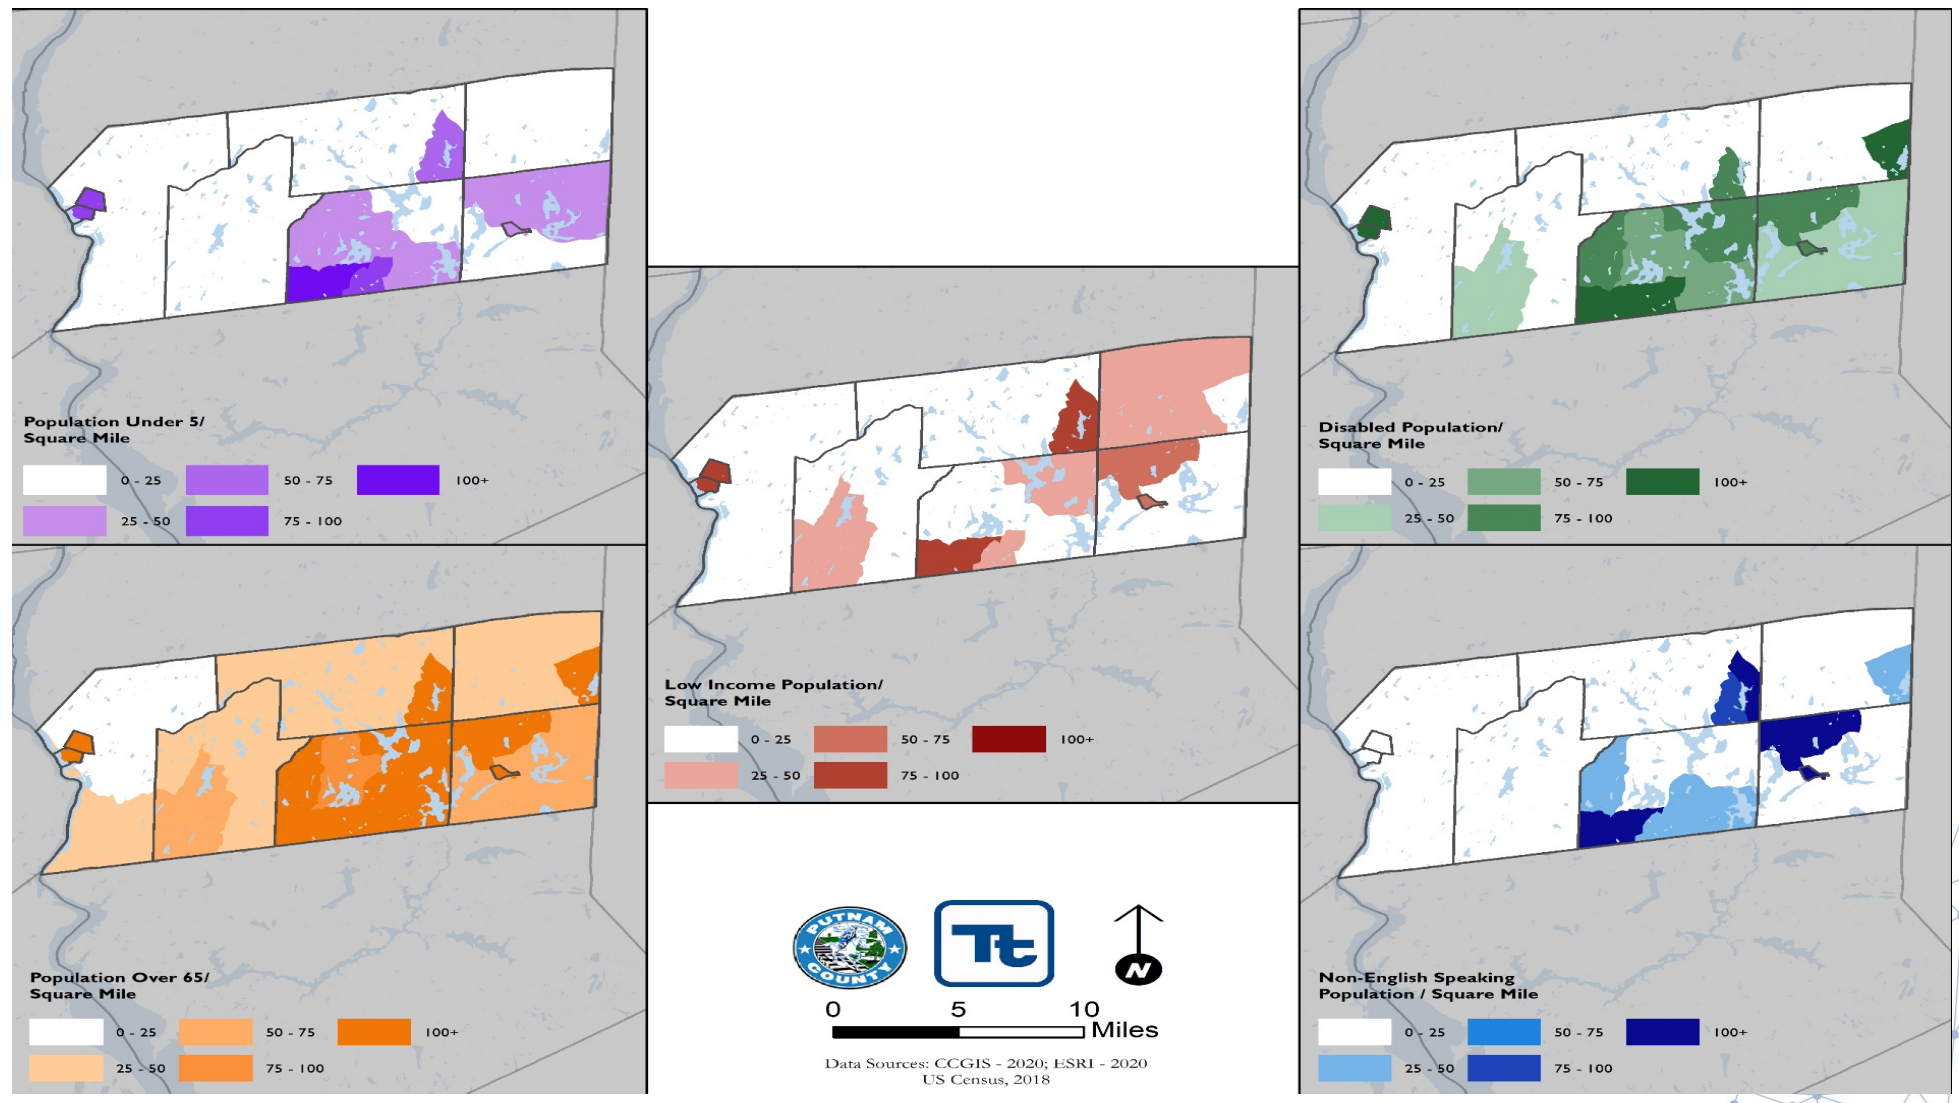 Population Under 5/
Square Mile
0 - 25
50 - 75
100+
25 - 50
75 - 100
Population Over 65/
Square Mile
0 - 25
50 - 75
100+
25 - 50
75 - 100
Low Income Population/
Square Mile
0 - 25
50 - 75
100+
25 - 50
75 - 100
PUTNAM
COUNTY
Tt
N
0 5 10
Miles
Data Sources: CCGIS - 2020; ESRI - 2020
US Census, 2018
Disabled Population/
Square Mile
0 - 25
50 - 75
100+
25 - 50
75 - 100
Non-English Speaking
Population / Square Mile
0 - 25
50 - 75
100+
25 - 50
75 - 100